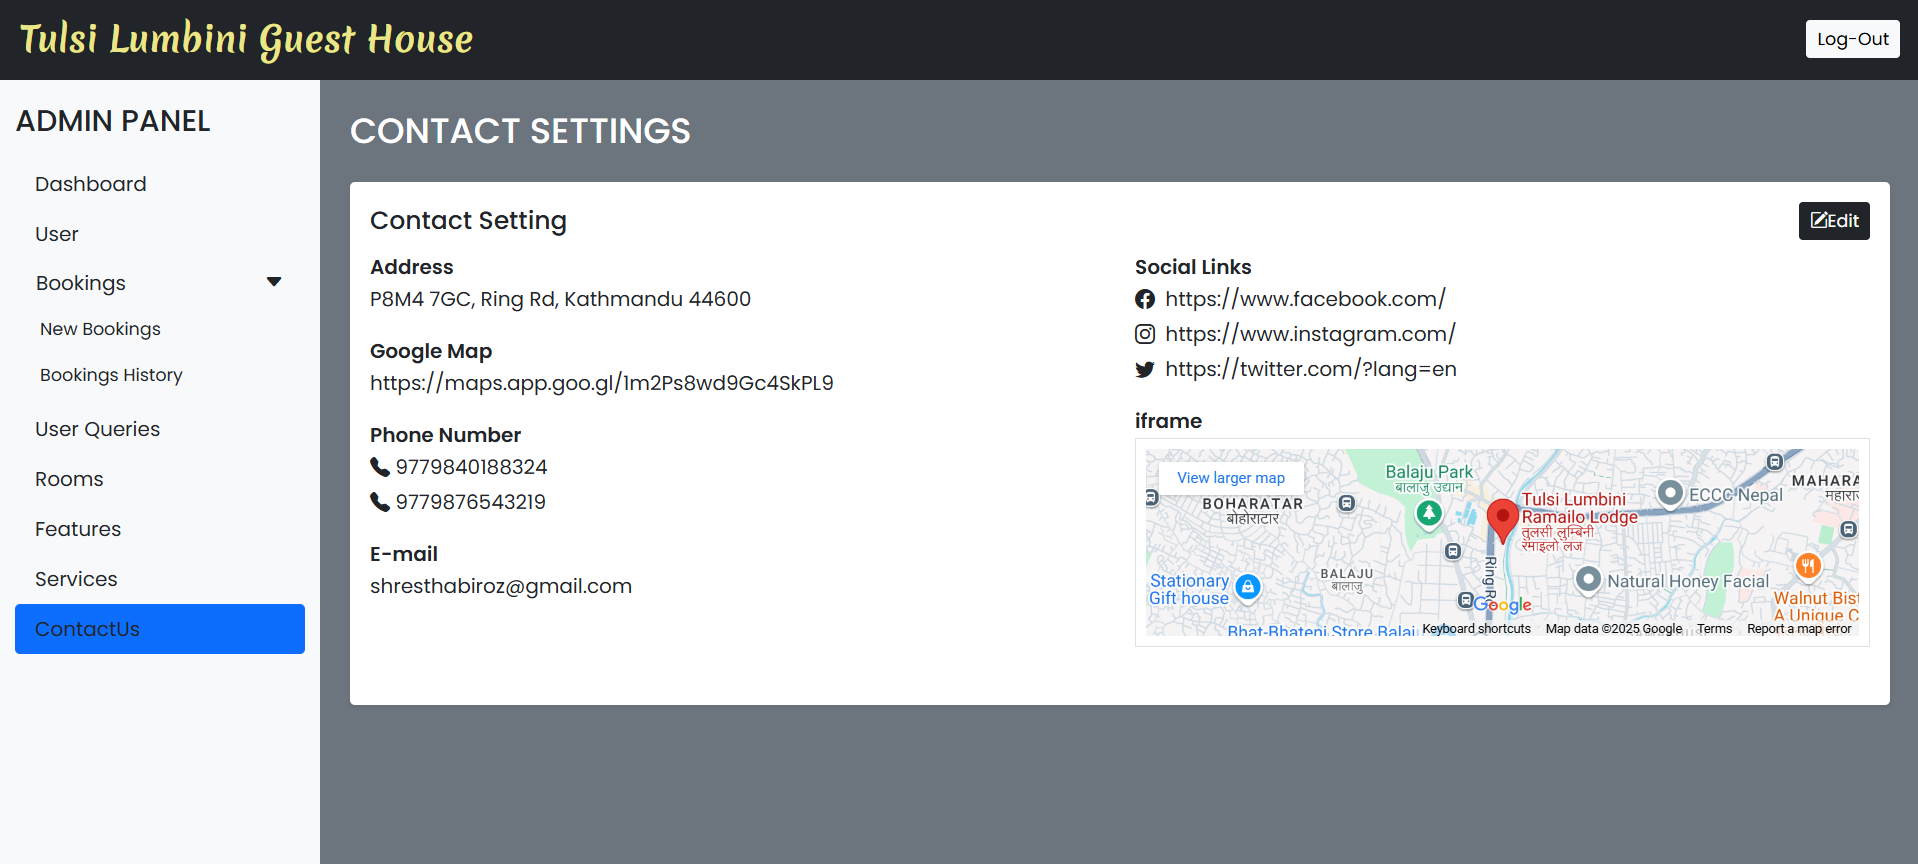 Tulsi Lumbini Guest House
Log-Out
ADMIN PANEL
Dashboard
User
Bookings
New Bookings
Bookings History
User Queries
Rooms
Features
Services
ContactUs
CONTACT SETTINGS
Contact Setting
Edit
Address
P8M4 7GC, Ring Rd, Kathmandu 44600
Google Map
https://maps.app.goo.gl/1m2Ps8wd9Gc4SkPL9
Phone Number
9779840188324
9779876543219
E-mail
shresthabiroz@gmail.com
Social Links
https://www.facebook.com/
https://www.instagram.com/
https://twitter.com/?lang=en
iframe
View larger map
Balaju Park
बालाजु उद्यान
BOHARATAR
बोहोराटार
Tulsi Lumbini
Ramailo Lodge
तुलसी लुम्बिनी
रमाइलो लज
ECCC Nepal
MAHARA
BALAJU
बालाजु
Stationary
Gift house
Ring R
Natural Honey Facial
Walnut Bist
A Unique C
Bhat-Bhateni Store Balaju
Google
Keyboard shortcuts
Map data ©2025 Google
Terms
Report a map error